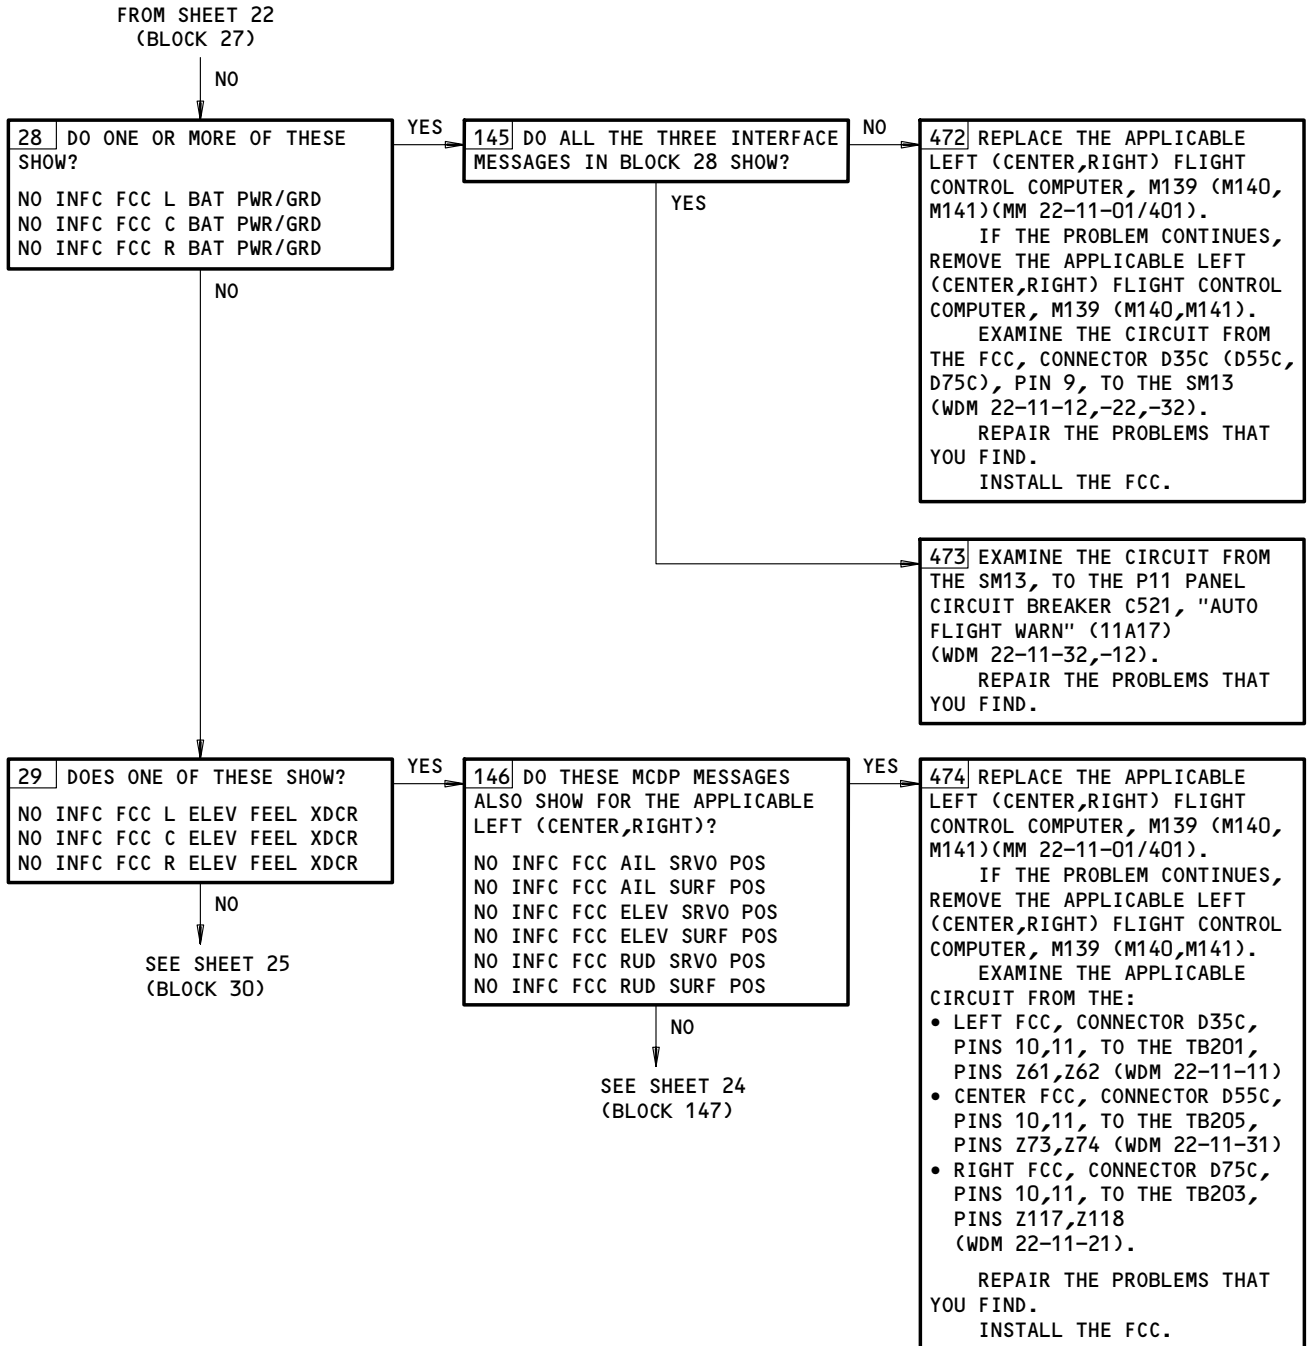 FROM SHEET 22
(BLOCK 27)
NO
28 DO ONE OR MORE OF THESE
SHOW?
NO INFC FCC L BAT PWR/GRD
NO INFC FCC C BAT PWR/GRD
NO INFC FCC R BAT PWR/GRD
YES
145 DO ALL THE THREE INTERFACE
MESSAGES IN BLOCK 28 SHOW?
NO
472 REPLACE THE APPLICABLE
LEFT (CENTER,RIGHT) FLIGHT
CONTROL COMPUTER, M139 (M140,
M141)(MM 22-11-01/401).
IF THE PROBLEM CONTINUES,
REMOVE THE APPLICABLE LEFT
(CENTER,RIGHT) FLIGHT CONTROL
COMPUTER, M139 (M140,M141).
EXAMINE THE CIRCUIT FROM
THE FCC, CONNECTOR D35C (D55C,
D75C), PIN 9, TO THE SM13
(WDM 22-11-12,-22,-32).
REPAIR THE PROBLEMS THAT
YOU FIND.
INSTALL THE FCC.
YES
NO
473 EXAMINE THE CIRCUIT FROM
THE SM13, TO THE P11 PANEL
CIRCUIT BREAKER C521, "AUTO
FLIGHT WARN" (11A17)
(WDM 22-11-32,-12).
REPAIR THE PROBLEMS THAT
YOU FIND.
29 DOES ONE OF THESE SHOW?
NO INFC FCC L ELEV FEEL XDCR
NO INFC FCC C ELEV FEEL XDCR
NO INFC FCC R ELEV FEEL XDCR
YES
146 DO THESE MCDP MESSAGES
ALSO SHOW FOR THE APPLICABLE
LEFT (CENTER,RIGHT)?
NO INFC FCC AIL SRVO POS
NO INFC FCC AIL SURF POS
NO INFC FCC ELEV SRVO POS
NO INFC FCC ELEV SURF POS
NO INFC FCC RUD SRVO POS
NO INFC FCC RUD SURF POS
YES
474 REPLACE THE APPLICABLE
LEFT (CENTER,RIGHT) FLIGHT
CONTROL COMPUTER, M139 (M140,
M141)(MM 22-11-01/401).
IF THE PROBLEM CONTINUES,
REMOVE THE APPLICABLE LEFT
(CENTER,RIGHT) FLIGHT CONTROL
COMPUTER, M139 (M140,M141).
EXAMINE THE APPLICABLE
CIRCUIT FROM THE:
• LEFT FCC, CONNECTOR D35C,
PINS 10,11, TO THE TB201,
PINS Z61,Z62 (WDM 22-11-11)
• CENTER FCC, CONNECTOR D55C,
PINS 10,11, TO THE TB205,
PINS Z73,Z74 (WDM 22-11-31)
• RIGHT FCC, CONNECTOR D75C,
PINS 10,11, TO THE TB203,
PINS Z117,Z118
(WDM 22-11-21).
REPAIR THE PROBLEMS THAT
YOU FIND.
INSTALL THE FCC.
NO
SEE SHEET 25
(BLOCK 30)
NO
SEE SHEET 24
(BLOCK 147)